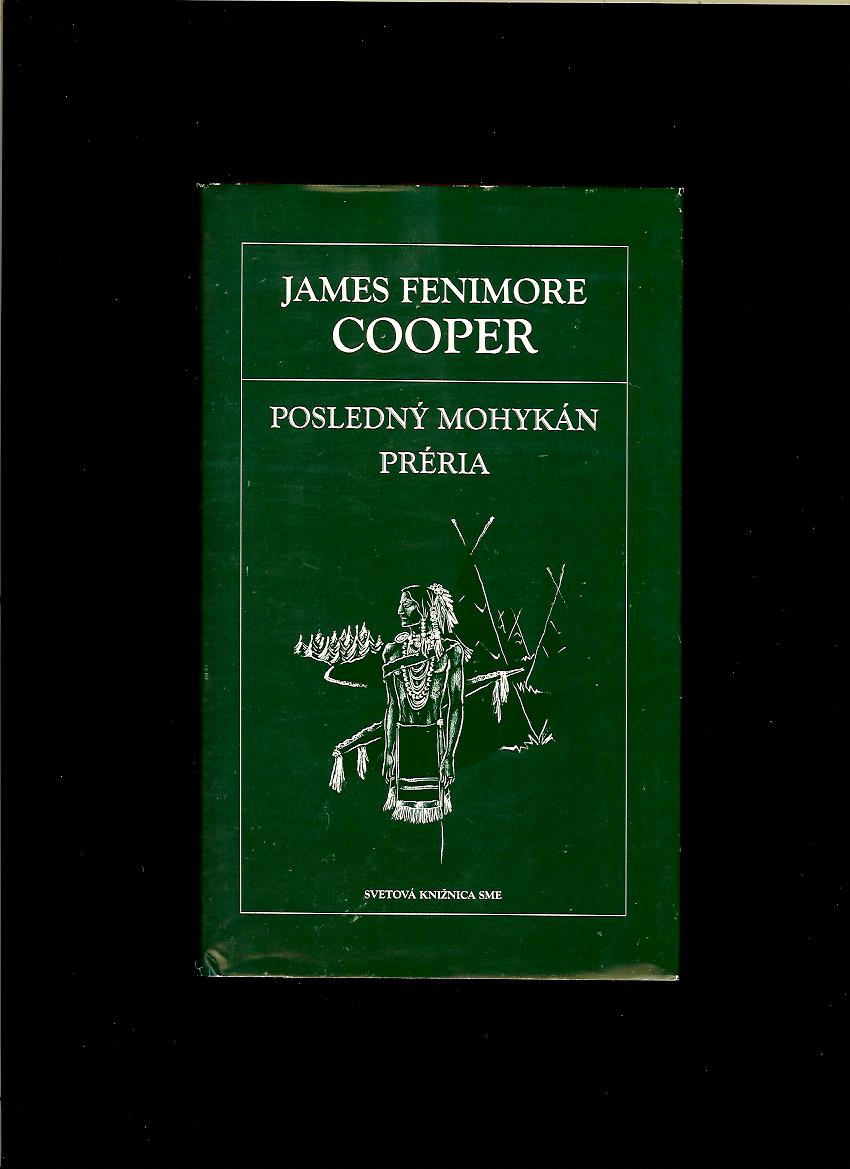 JAMES FENIMORE
COOPER
POSLEDNÝ MOHYKÁN
PRÉRIA
SVETOVÁ KNIŽNICA SME